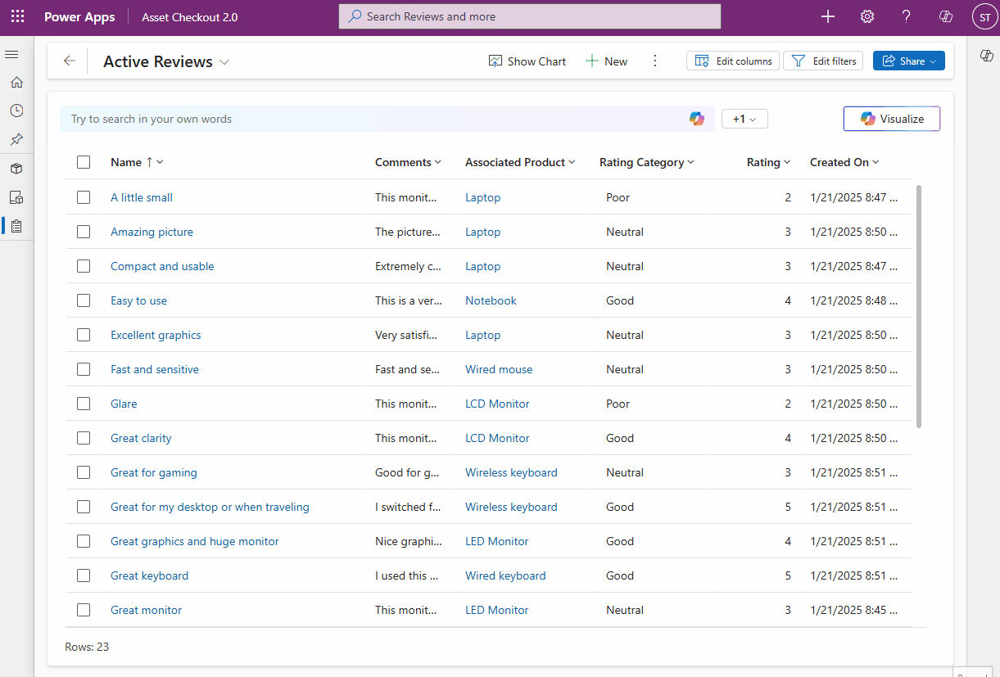 Power Apps Asset Checkout 2.0 Search Reviews and more ST
Active Reviews Show Chart New Edit columns Edit filters Share
Try to search in your own words +1 Visualize
Name ↑ Comments Associated Product Rating Category Rating Created On
A little small This monit... Laptop Poor 2 1/21/2025 8:47 ...
Amazing picture The picture... Laptop Neutral 3 1/21/2025 8:50 ...
Compact and usable Extremely c... Laptop Neutral 3 1/21/2025 8:47 ...
Easy to use This is a ver... Notebook Good 4 1/21/2025 8:48 ...
Excellent graphics Very satisfi... Laptop Neutral 3 1/21/2025 8:50 ...
Fast and sensitive Fast and se... Wired mouse Neutral 3 1/21/2025 8:50 ...
Glare This monit... LCD Monitor Poor 2 1/21/2025 8:50 ...
Great clarity This monit... LCD Monitor Good 4 1/21/2025 8:50 ...
Great for gaming Good for g... Wireless keyboard Neutral 3 1/21/2025 8:51 ...
Great for my desktop or when traveling I switched f... Wireless keyboard Good 5 1/21/2025 8:51 ...
Great graphics and huge monitor Nice graphi... LED Monitor Good 4 1/21/2025 8:51 ...
Great keyboard I used this ... Wired keyboard Good 5 1/21/2025 8:51 ...
Great monitor This monit... LED Monitor Neutral 3 1/21/2025 8:45 ...
Rows: 23